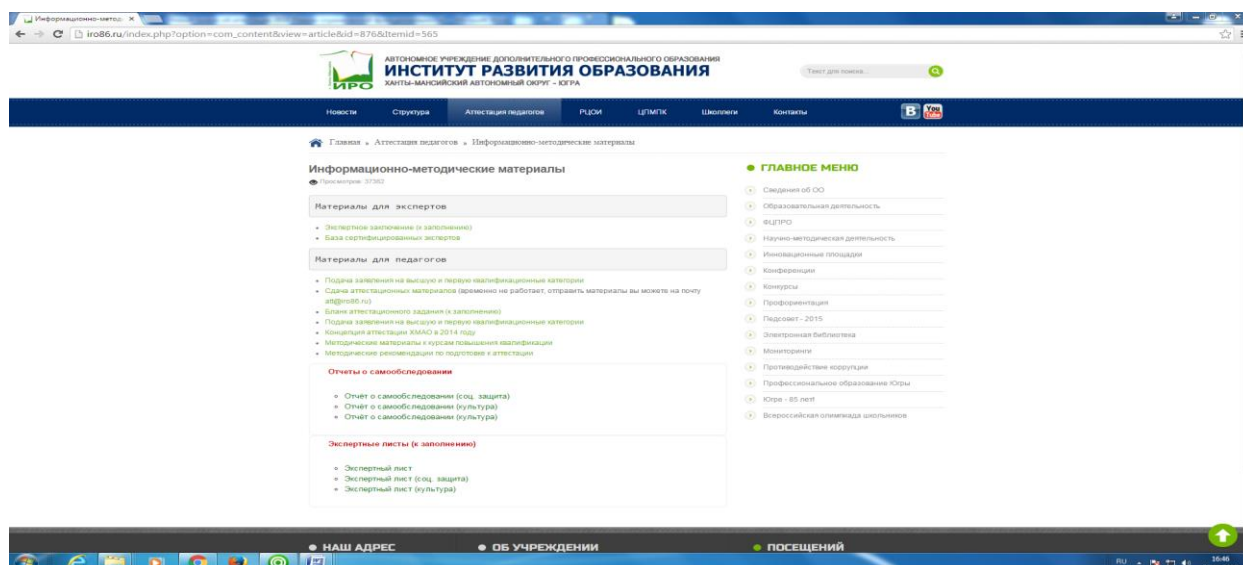 Информационно-метод
iro86.ru/index.php?option=com_content&view=article&id=876&Itemid=565
АВТОНОМНОЕ УЧРЕЖДЕНИЕ ДОПОЛНИТЕЛЬНОГО ПРОФЕССИОНАЛЬНОГО ОБРАЗОВАНИЯ
ИНСТИТУТ РАЗВИТИЯ ОБРАЗОВАНИЯ
ХАНТЫ-МАНСИЙСКИЙ АВТОНОМНЫЙ ОКРУГ – ЮГРА
ИРО
Текст для поиска...
Новости Структура Аттестация педагогов РЦОИ ЦПМПК Школлеги Контакты
B You Tube
Главная » Аттестация педагогов » Информационно-методические материалы
Информационно-методические материалы
Просмотров: 37382
Материалы для экспертов
Экспертное заключение (к заполнению)
База сертифицированных экспертов
Материалы для педагогов
Подача заявления на высшую и первую квалификационные категории
Сдача аттестационных материалов (временно не работает, отправить материалы вы можете на почту
att@iro86.ru)
Бланк аттестационного задания (к заполнению)
Подача заявления на высшую и первую квалификационные категории
Концепция аттестации ХМАО в 2014 году
Методические материалы к курсам повышения квалификации
Методические рекомендации по подготовке к аттестации
Отчеты о самообследовании
Отчёт о самообследовании (соц. защита)
Отчёт о самообследовании (культура)
Отчёт о самообследовании (культура)
Экспертные листы (к заполнению)
Экспертный лист
Экспертный лист (соц. защита)
Экспертный лист (культура)
ГЛАВНОЕ МЕНЮ
Сведения об ОО
Образовательная деятельность
ФЦПРО
Научно-методическая деятельность
Инновационные площадки
Конференции
Конкурсы
Профориентация
Педсовет - 2015
Электронная библиотека
Мониторинги
Противодействие коррупции
Профессиональное образование Югры
Югре - 85 лет!
Всероссийская олимпиада школьников
НАШ АДРЕС ОБ УЧРЕЖДЕНИИ ПОСЕЩЕНИЙ
RU 16:46